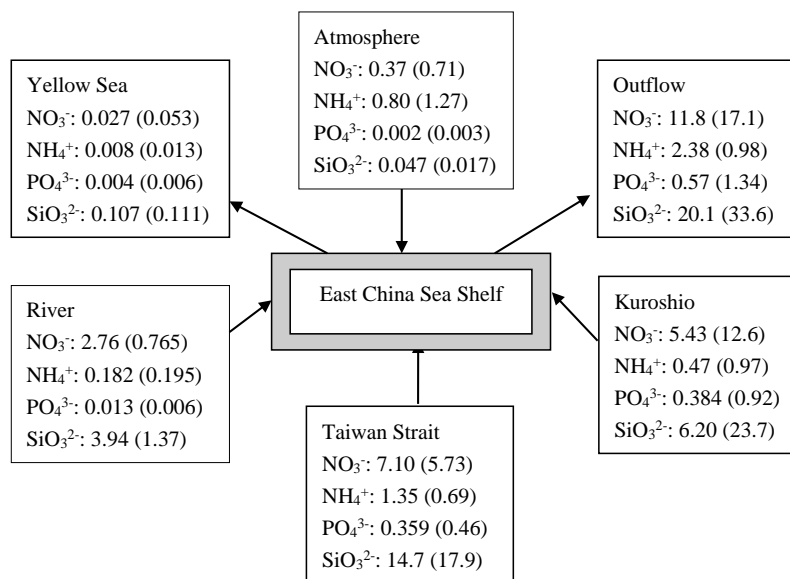 Atmosphere
NO₃⁻: 0.37 (0.71)
NH₄⁺: 0.80 (1.27)
PO₄³⁻: 0.002 (0.003)
SiO₃²⁻: 0.047 (0.017)
Yellow Sea
NO₃⁻: 0.027 (0.053)
NH₄⁺: 0.008 (0.013)
PO₄³⁻: 0.004 (0.006)
SiO₃²⁻: 0.107 (0.111)
Outflow
NO₃⁻: 11.8 (17.1)
NH₄⁺: 2.38 (0.98)
PO₄³⁻: 0.57 (1.34)
SiO₃²⁻: 20.1 (33.6)
East China Sea Shelf
River
NO₃⁻: 2.76 (0.765)
NH₄⁺: 0.182 (0.195)
PO₄³⁻: 0.013 (0.006)
SiO₃²⁻: 3.94 (1.37)
Kuroshio
NO₃⁻: 5.43 (12.6)
NH₄⁺: 0.47 (0.97)
PO₄³⁻: 0.384 (0.92)
SiO₃²⁻: 6.20 (23.7)
Taiwan Strait
NO₃⁻: 7.10 (5.73)
NH₄⁺: 1.35 (0.69)
PO₄³⁻: 0.359 (0.46)
SiO₃²⁻: 14.7 (17.9)